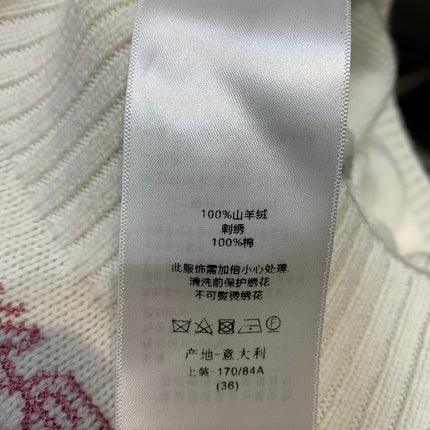 100%山羊绒
刺绣
100%棉
此服饰需加倍小心处理
清洗前保护绣花
不可熨烫绣花
产地-意大利
上装-170/84A
(36)